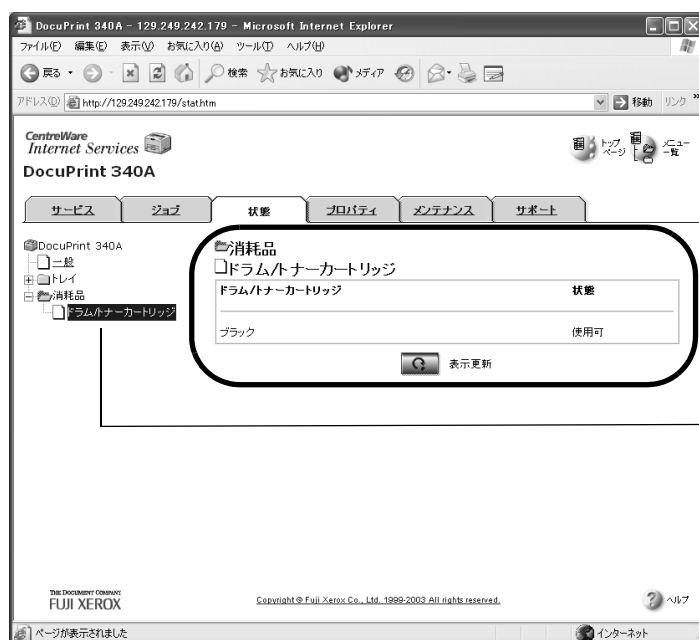 DocuPrint 340A - 129.249.242.179 - Microsoft Internet Explorer
ファイル(F) 編集(E) 表示(V) お気に入り(A) ツール(T) ヘルプ(H)
戻る 検索 お気に入り メディア
アドレス(D) http://129.249.242.179/stat.htm 移動 リンク »
CentreWare
Internet Services
トップページ
メニュー一覧
DocuPrint 340A
サービス ジョブ 状態 プロパティ メンテナンス サポート
DocuPrint 340A
一般
トレイ
消耗品
ドラム/トナーカートリッジ
消耗品
ドラム/トナーカートリッジ
ドラム/トナーカートリッジ 状態
ブラック 使用可
表示更新
THE DOCUMENT COMPANY
FUJI XEROX
Copyright © Fuji Xerox Co., Ltd. 1999-2003 All rights reserved.
ヘルプ
ページが表示されました インターネット